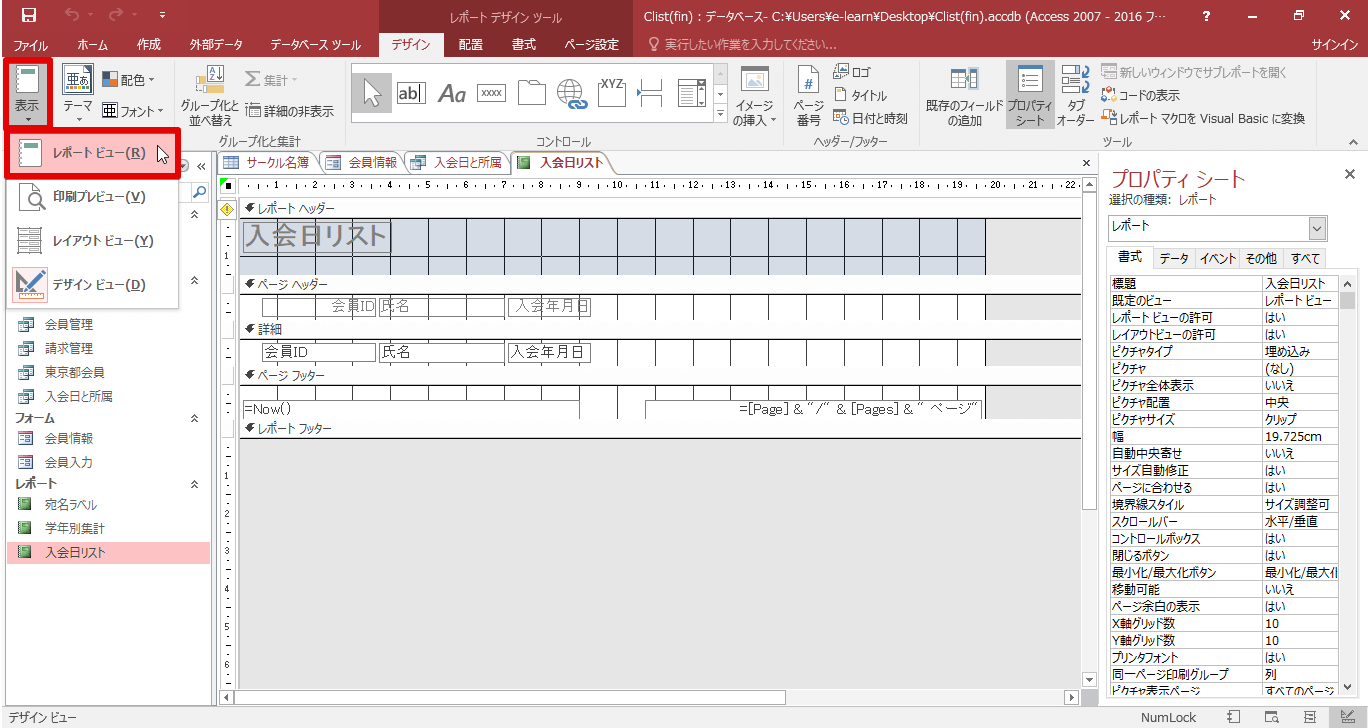 レポート デザイン ツール
Clist(fin) : データベース- C:¥Users¥e-learn¥Desktop¥Clist(fin).accdb (Access 2007 - 2016 フ…
?
ファイル ホーム 作成 外部データ データベース ツール デザイン 配置 書式 ページ設定 実行したい作業を入力してください... サインイン
表示
テーマ
亜あ
配色
フォント
グループ化と
並べ替え
集計
詳細の非表示
グループ化と集計
ab|
Aa
xxxx
XYZ
コントロール
イメージ
の挿入
ページ
番号
ロゴ
タイトル
日付と時刻
ヘッダー/フッター
既存のフィールド
の追加
プロパティ
シート
タブ
オーダー
新しいウィンドウでサブレポートを開く
コードの表示
レポート マクロを Visual Basic に変換
ツール
レポート ビュー(R)
印刷プレビュー(V)
レイアウト ビュー(Y)
デザイン ビュー(D)
会員管理
請求管理
東京都会員
入会日と所属
フォーム
会員情報
会員入力
レポート
宛名ラベル
学年別集計
入会日リスト
サークル名簿 会員情報 入会日と所属 入会日リスト
1 2 3 4 5 6 7 8 9 10 11 12 13 14 15 16 17 18 19 20 21 22
レポート ヘッダー
1
入会日リスト
ページ ヘッダー
会員ID 氏名 入会年月日
詳細
会員ID 氏名 入会年月日
ページ フッター
=Now() =[Page] & "/" & [Pages] & " ページ"
レポート フッター
1
2
3
4
5
6
プロパティ シート
選択の種類: レポート
レポート
書式 データ イベント その他 すべて
標題 入会日リスト
既定のビュー レポート ビュー
レポート ビューの許可 はい
レイアウトビューの許可 はい
ピクチャタイプ 埋め込み
ピクチャ (なし)
ピクチャ全体表示 いいえ
ピクチャ配置 中央
ピクチャサイズ クリップ
幅 19.725cm
自動中央寄せ いいえ
サイズ自動修正 はい
ページに合わせる はい
境界線スタイル サイズ調整可
スクロールバー 水平/垂直
コントロールボックス はい
閉じるボタン はい
最小化/最大化ボタン 最小化/最大化
移動可能 いいえ
ページ余白の表示 はい
X軸グリッド数 10
Y軸グリッド数 10
プリンタフォント はい
同一ページ印刷グループ 列
ピクチャ表示ページ すべてのページ
デザイン ビュー
NumLock